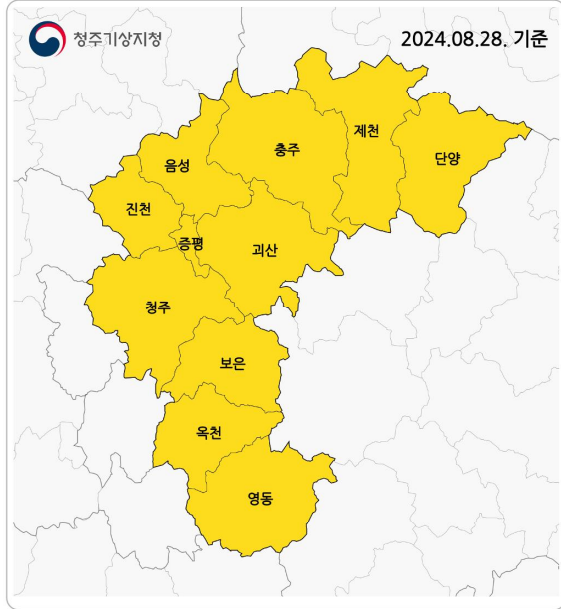 청주기상지청
2024.08.28. 기준
제천
충주
단양
음성
진천
증평
괴산
청주
보은
옥천
영동